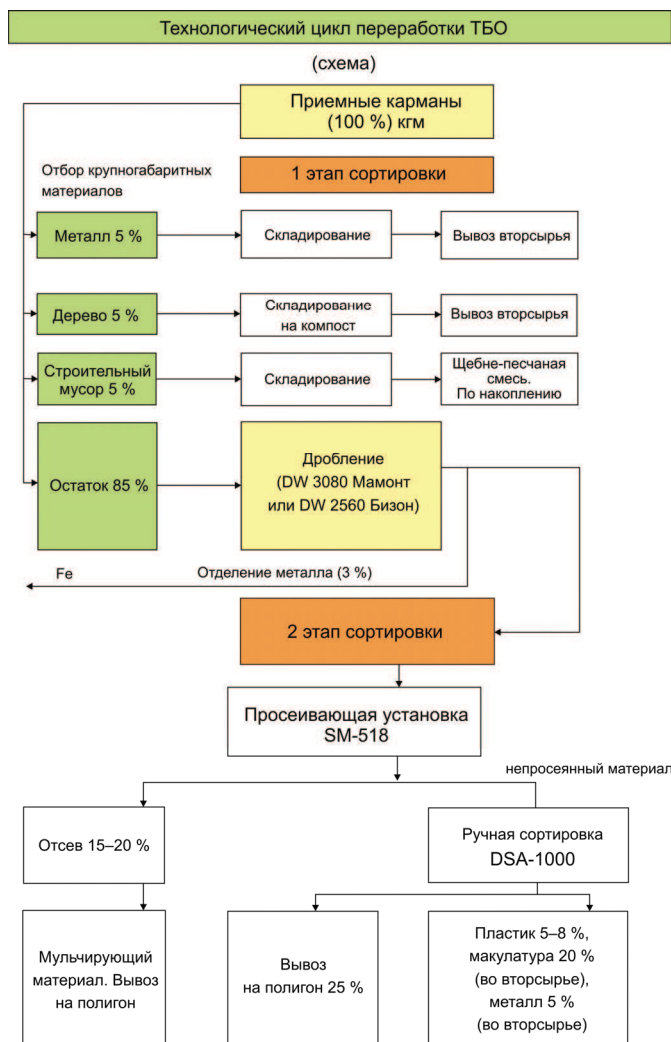 Технологический цикл переработки ТБО
(схема)
Приемные карманы
(100 %) кгм
Отбор крупногабаритных
материалов
1 этап сортировки
Металл 5 %
Складирование
Вывоз вторсырья
Дерево 5 %
Складирование
на компост
Вывоз вторсырья
Строительный
мусор 5 %
Складирование
Щебне-песчаная
смесь.
По накоплению
Остаток 85 %
Дробление
(DW 3080 Мамонт
или DW 2560 Бизон)
Fe
Отделение металла (3 %)
2 этап сортировки
Просеивающая установка
SM-518
непросеянный материал
Отсев 15–20 %
Ручная сортировка
DSA-1000
Мульчирующий
материал. Вывоз
на полигон
Вывоз
на полигон 25 %
Пластик 5–8 %,
макулатура 20 %
(во вторсырье),
металл 5 %
(во вторсырье)